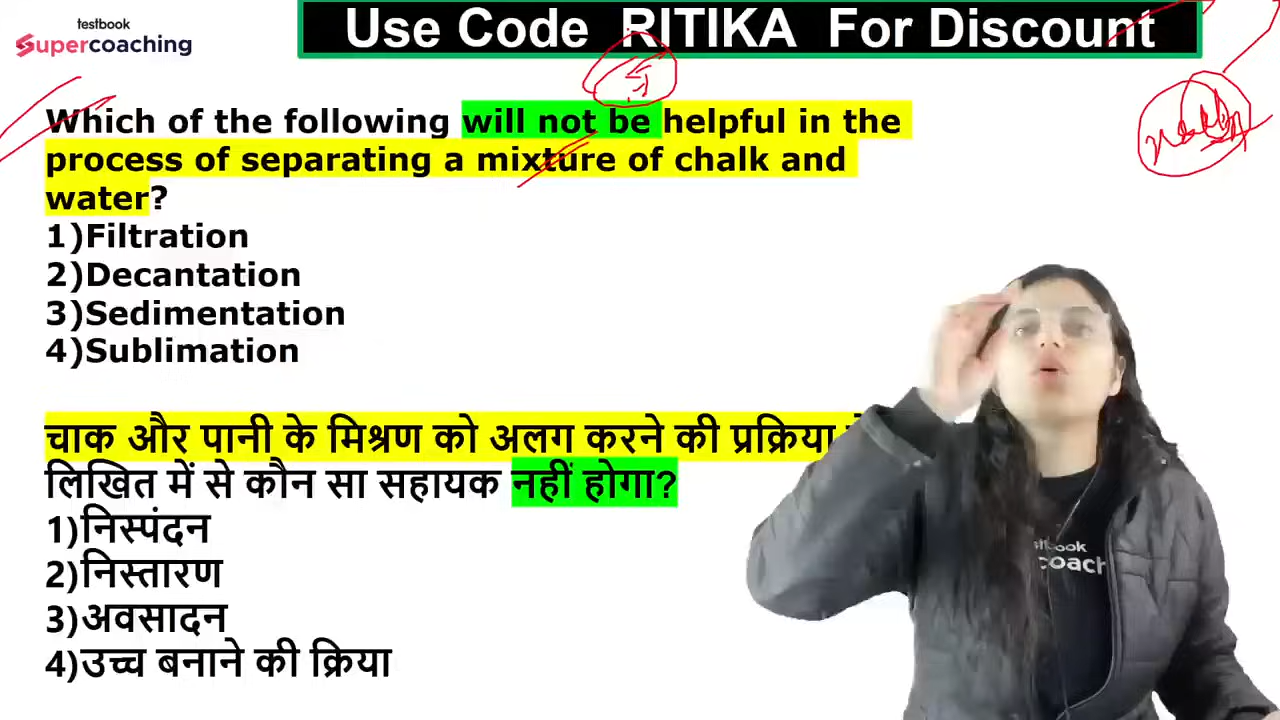 testbook
Supercoaching
Use Code RITIKA For Discount
Which of the following will not be helpful in the
process of separating a mixture of chalk and
water?
1)Filtration
2)Decantation
3)Sedimentation
4)Sublimation
चाक और पानी के मिश्रण को अलग करने की प्रक्रिया
लिखित में से कौन सा सहायक नहीं होगा?
1)निस्पंदन
2)निस्तारण
3)अवसादन
4)उच्च बनाने की क्रिया